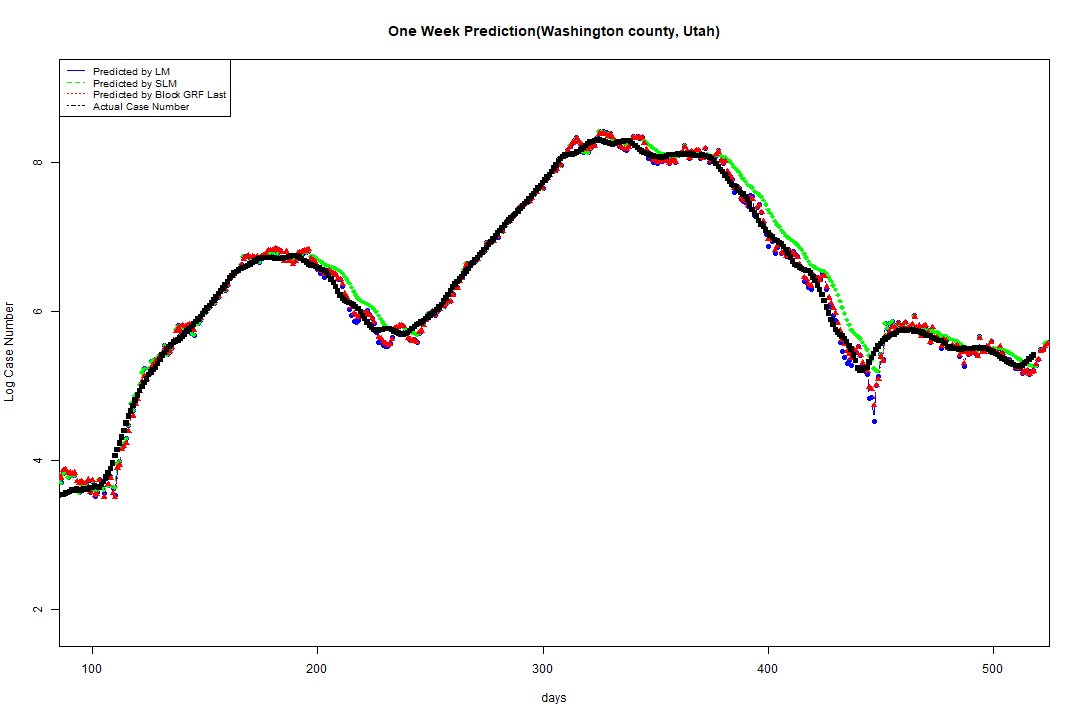 One Week Prediction(Washington county, Utah)
Predicted by LM
Predicted by SLM
Predicted by Block GRF Last
Actual Case Number
8
6
4
2
Log Case Number
100 200 300 400 500
days